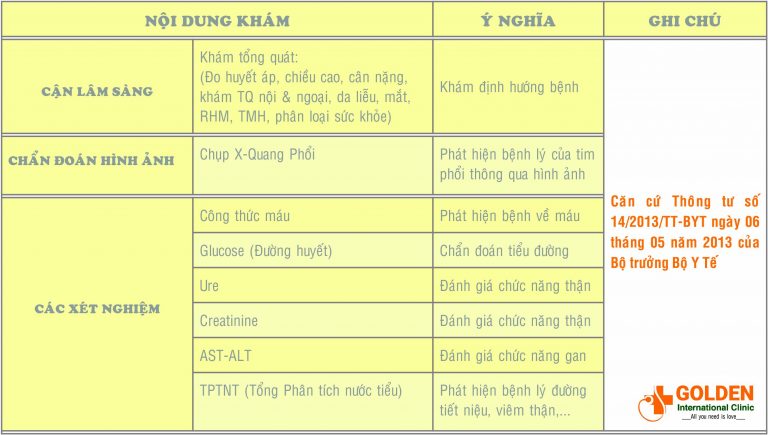 NỘI DUNG KHÁM
Ý NGHĨA
GHI CHÚ
CẬN LÂM SÀNG
Khám tổng quát:
(Đo huyết áp, chiều cao, cân nặng,
khám TQ nội & ngoại, da liễu, mắt,
RHM, TMH, phân loại sức khỏe)
Khám định hướng bệnh
CHẨN ĐOÁN HÌNH ẢNH
Chụp X-Quang Phổi
Phát hiện bệnh lý của tim
phổi thông qua hình ảnh
CÁC XÉT NGHIỆM
Công thức máu
Phát hiện bệnh về máu
Glucose (Đường huyết)
Chẩn đoán tiểu đường
Ure
Đánh giá chức năng thận
Creatinine
Đánh giá chức năng thận
AST-ALT
Đánh giá chức năng gan
TPTNT (Tổng Phân tích nước tiểu)
Phát hiện bệnh lý đường
tiết niệu, viêm thận,...
Căn cứ Thông tư số
14/2013/TT-BYT ngày 06
tháng 05 năm 2013 của
Bộ trưởng Bộ Y Tế
GOLDEN
International Clinic
All you need is love